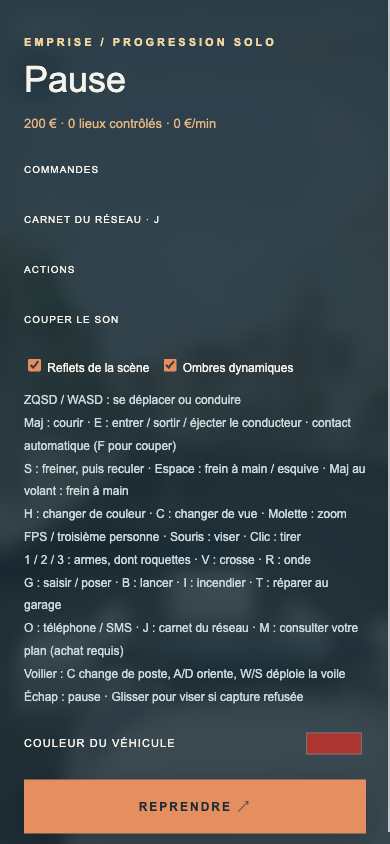 EMPRISE / PROGRESSION SOLO
Pause
200 € · 0 lieux contrôlés · 0 €/min
COMMANDES
CARNET DU RÉSEAU · J
ACTIONS
COUPER LE SON
Reflets de la scène Ombres dynamiques
ZQSD / WASD : se déplacer ou conduire
Maj : courir · E : entrer / sortir / éjecter le conducteur · contact
automatique (F pour couper)
S : freiner, puis reculer · Espace : frein à main / esquive · Maj au
volant : frein à main
H : changer de couleur · C : changer de vue · Molette : zoom
FPS / troisième personne · Souris : viser · Clic : tirer
1 / 2 / 3 : armes, dont roquettes · V : crosse · R : onde
G : saisir / poser · B : lancer · I : incendier · T : réparer au
garage
O : téléphone / SMS · J : carnet du réseau · M : consulter votre
plan (achat requis)
Voilier : C change de poste, A/D oriente, W/S déploie la voile
Échap : pause · Glisser pour viser si capture refusée
COULEUR DU VÉHICULE
REPRENDRE ↗